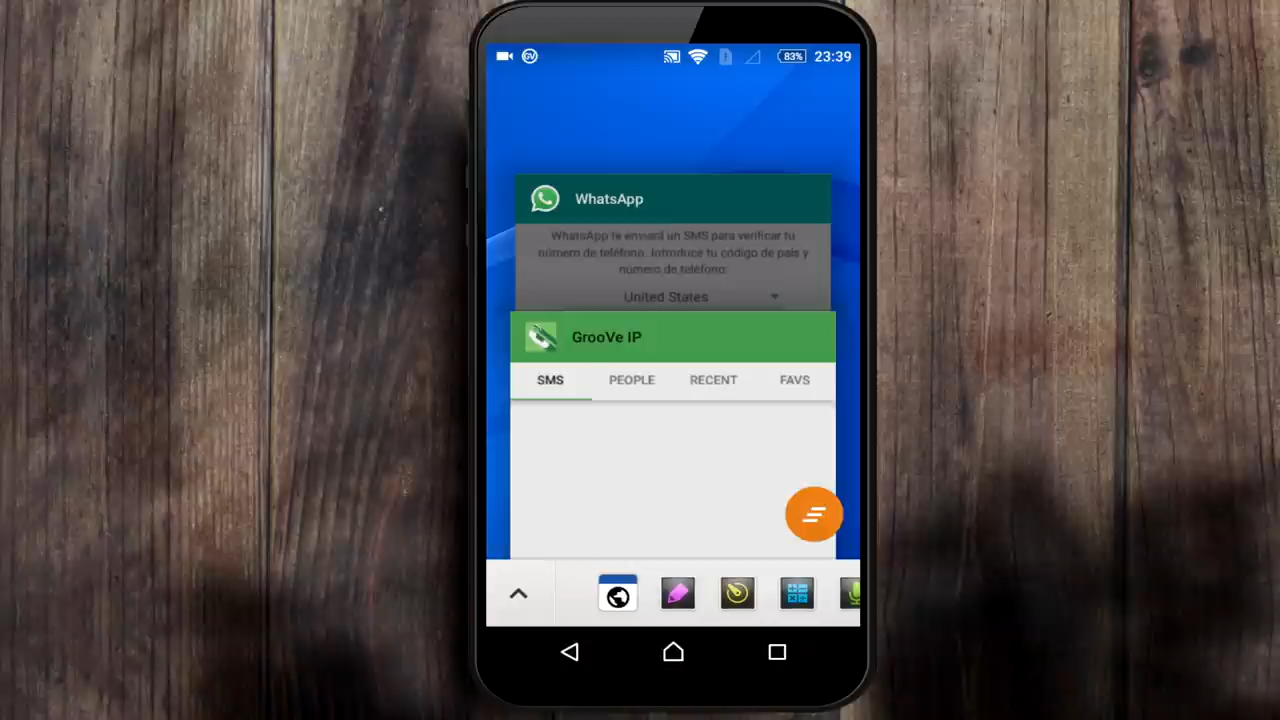 83%
23:39
WhatsApp
WhatsApp te enviará un SMS para verificar tu
número de teléfono. Introduce tu código de país y
número de teléfono:
United States
GrooVe IP
SMS PEOPLE RECENT FAVS